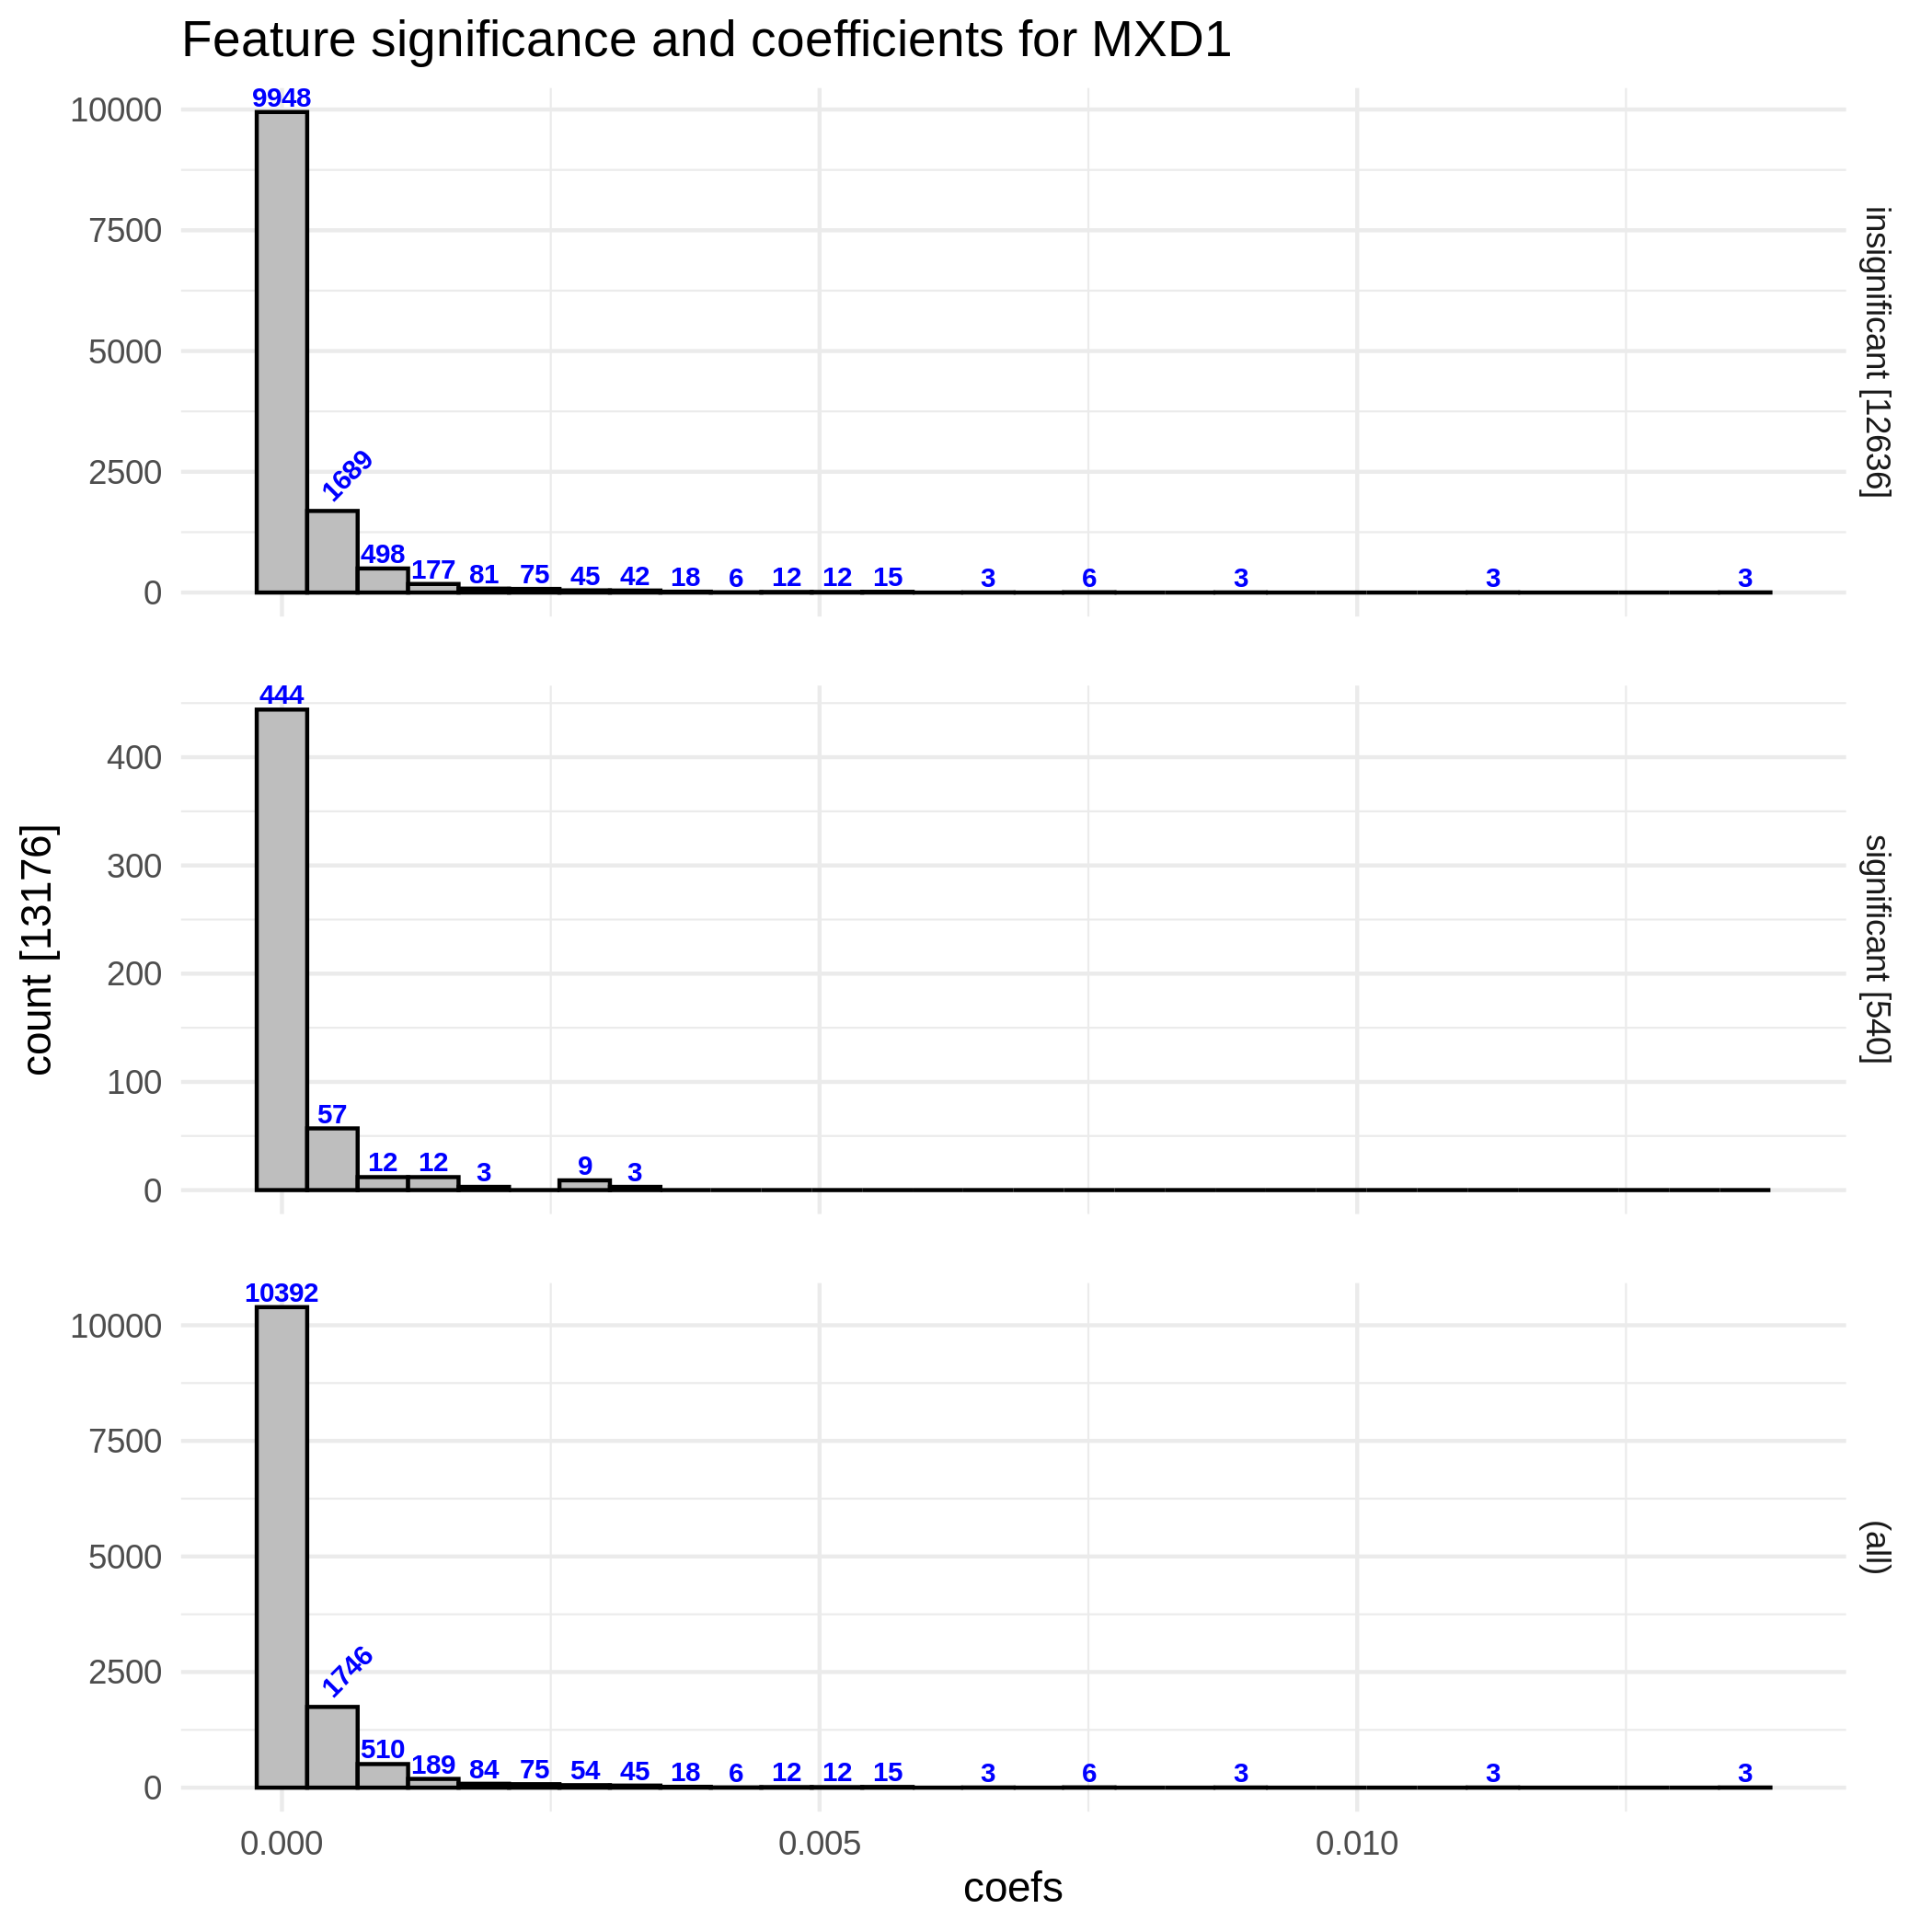 Feature significance and coefficients for MXD1
count [13176]
10000
7500
5000
2500
0
9948
1689
498 177 81 75 45 42 18 6 12 12 15 3 6 3 3 3
insignificant [12636]
400
300
200
100
0
444
57
12 12 3 9 3
significant [540]
10000
7500
5000
2500
0
10392
1746
510 189 84 75 54 45 18 6 12 12 15 3 6 3 3 3
(all)
0.000 0.005 0.010
coefs